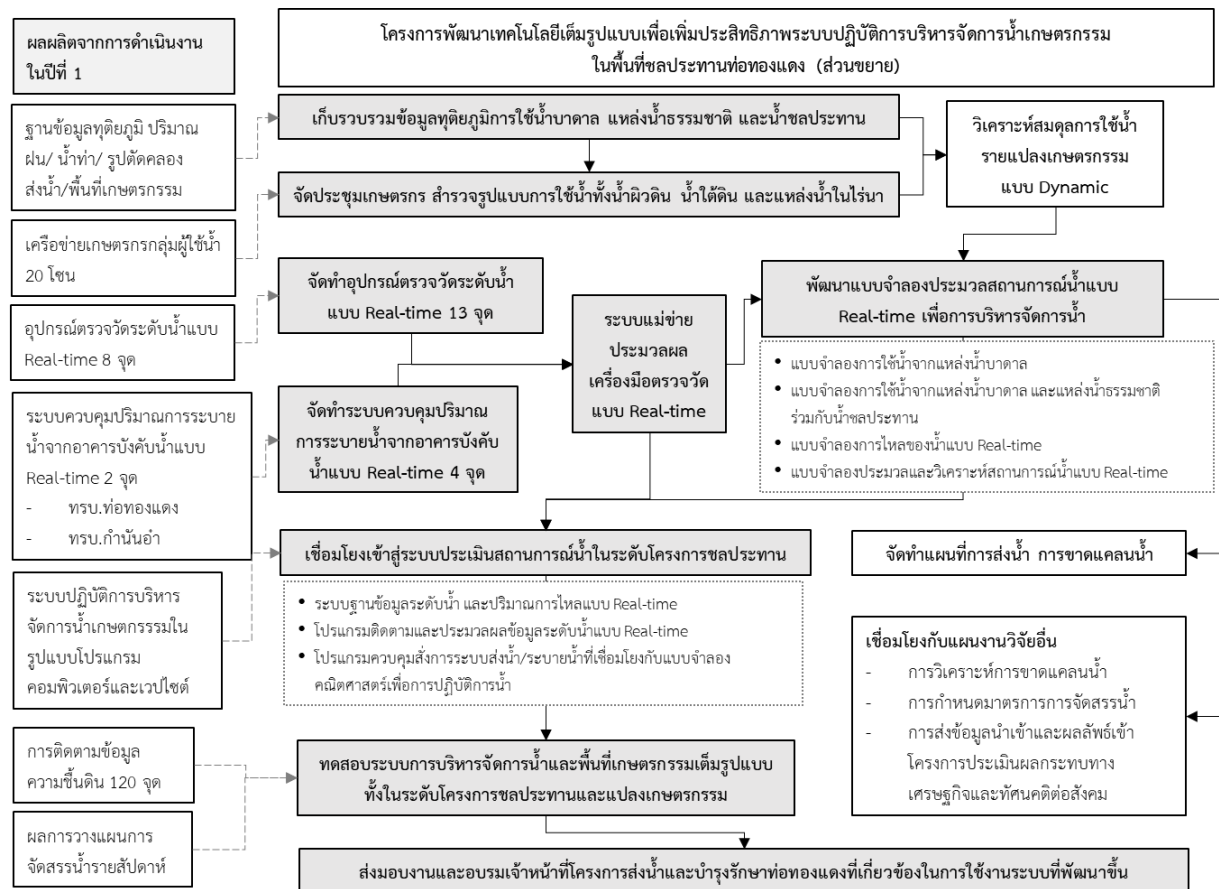 ผลผลิตจากการดำเนินงาน
ในปีที่ 1
โครงการพัฒนาเทคโนโลยีเต็มรูปแบบเพื่อเพิ่มประสิทธิภาพระบบปฏิบัติการบริหารจัดการน้ำเกษตรกรรม
ในพื้นที่ชลประทานท่อทองแดง (ส่วนขยาย)
ฐานข้อมูลทุติยภูมิ ปริมาณ
ฝน/ น้ำท่า/ รูปตัดคลอง
ส่งน้ำ/พื้นที่เกษตรกรรม
เครือข่ายเกษตรกรกลุ่มผู้ใช้น้ำ
20 โซน
อุปกรณ์ตรวจวัดระดับน้ำแบบ
Real-time 8 จุด
ระบบควบคุมปริมาณการระบาย
น้ำจากอาคารบังคับน้ำแบบ
Real-time 2 จุด
- ทรบ.ท่อทองแดง
- ทรบ.กำนันอำ
ระบบปฏิบัติการบริหาร
จัดการน้ำเกษตกรรรมใน
รูปแบบโปรแกรม
คอมพิวเตอร์และเวปไซต์
การติดตามข้อมูล
ความชื้นดิน 120 จุด
ผลการวางแผนการ
จัดสรรน้ำรายสัปดาห์
เก็บรวบรวมข้อมูลทุติยภูมิการใช้น้ำบาดาล แหล่งน้ำธรรมชาติ และน้ำชลประทาน
จัดประชุมเกษตรกร สำรวจรูปแบบการใช้น้ำทั้งน้ำผิวดิน น้ำใต้ดิน และแหล่งน้ำในไร่นา
วิเคราะห์สมดุลการใช้น้ำ
รายแปลงเกษตรกรรม
แบบ Dynamic
จัดทำอุปกรณ์ตรวจวัดระดับน้ำ
แบบ Real-time 13 จุด
จัดทำระบบควบคุมปริมาณ
การระบายน้ำจากอาคารบังคับ
น้ำแบบ Real-time 4 จุด
ระบบแม่ข่าย
ประมวลผล
เครื่องมือตรวจวัด
แบบ Real-time
พัฒนาแบบจำลองประมวลสถานการณ์น้ำแบบ
Real-time เพื่อการบริหารจัดการน้ำ
• แบบจำลองการใช้น้ำจากแหล่งน้ำบาดาล
• แบบจำลองการใช้น้ำจากแหล่งน้ำบาดาล และแหล่งน้ำธรรมชาติ
ร่วมกับน้ำชลประทาน
• แบบจำลองการไหลของน้ำแบบ Real-time
• แบบจำลองประมวลและวิเคราะห์สถานการณ์น้ำแบบ Real-time
เชื่อมโยงเข้าสู่ระบบประเมินสถานการณ์น้ำในระดับโครงการชลประทาน
• ระบบฐานข้อมูลระดับน้ำ และปริมาณการไหลแบบ Real-time
• โปรแกรมติดตามและประมวลผลข้อมูลระดับน้ำแบบ Real-time
• โปรแกรมควบคุมสั่งการระบบส่งน้ำ/ระบายน้ำที่เชื่อมโยงกับแบบจำลอง
คณิตศาสตร์เพื่อการปฏิบัติการน้ำ
จัดทำแผนที่การส่งน้ำ การขาดแคลนน้ำ
เชื่อมโยงกับแผนงานวิจัยอื่น
- การวิเคราะห์การขาดแคลนน้ำ
- การกำหนดมาตรการการจัดสรรน้ำ
- การส่งข้อมูลนำเข้าและผลลัพธ์เข้า
โครงการประเมินผลกระทบทาง
เศรษฐกิจและทัศนคติต่อสังคม
ทดสอบระบบการบริหารจัดการน้ำและพื้นที่เกษตรกรรมเต็มรูปแบบ
ทั้งในระดับโครงการชลประทานและแปลงเกษตรกรรม
ส่งมอบงานและอบรมเจ้าหน้าที่โครงการส่งน้ำและบำรุงรักษาท่อทองแดงที่เกี่ยวข้องในการใช้งานระบบที่พัฒนาขึ้น